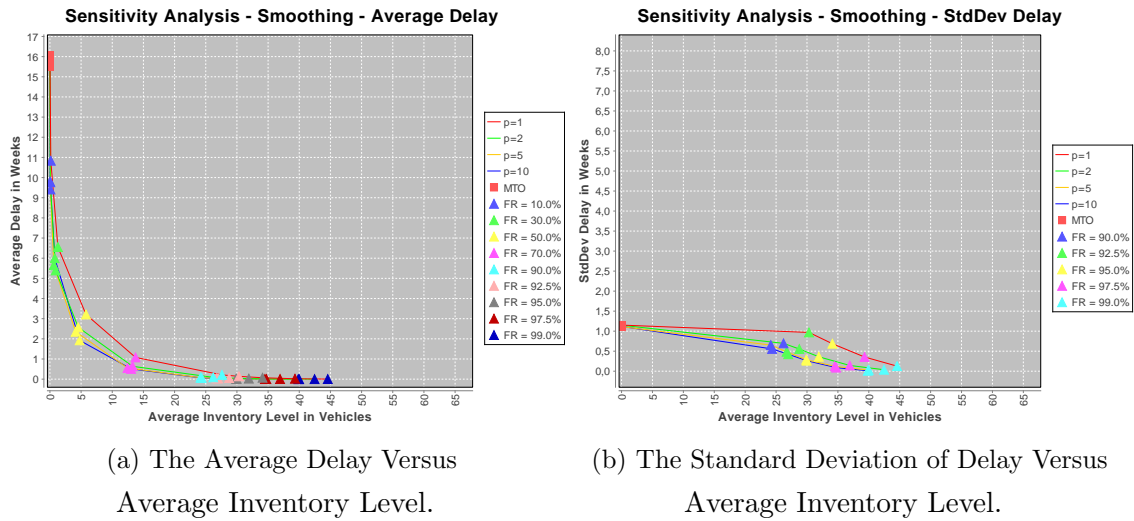 Sensitivity Analysis - Smoothing - Average Delay
17
16
15
14
13
12
11
10
9
8
7
6
5
4
3
2
1
0
Average Delay in Weeks
0 5 10 15 20 25 30 35 40 45 50 55 60 65
Average Inventory Level in Vehicles
p=1
p=2
p=5
p=10
MTO
FR = 10.0%
FR = 30.0%
FR = 50.0%
FR = 70.0%
FR = 90.0%
FR = 92.5%
FR = 95.0%
FR = 97.5%
FR = 99.0%
(a) The Average Delay Versus
Average Inventory Level.
Sensitivity Analysis - Smoothing - StdDev Delay
8,0
7,5
7,0
6,5
6,0
5,5
5,0
4,5
4,0
3,5
3,0
2,5
2,0
1,5
1,0
0,5
0,0
StdDev Delay in Weeks
0 5 10 15 20 25 30 35 40 45 50 55 60 65
Average Inventory Level in Vehicles
p=1
p=2
p=5
p=10
MTO
FR = 90.0%
FR = 92.5%
FR = 95.0%
FR = 97.5%
FR = 99.0%
(b) The Standard Deviation of Delay Versus
Average Inventory Level.